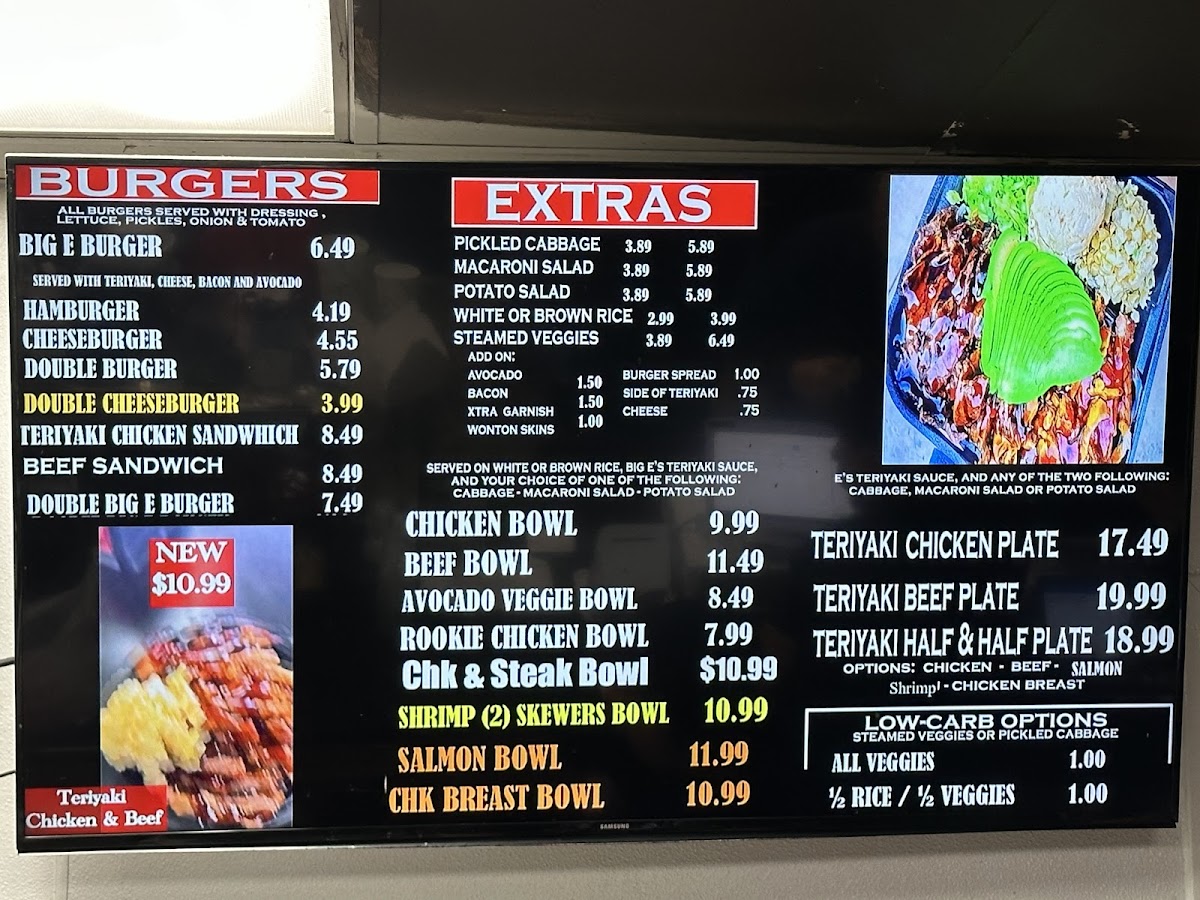 BURGERS
ALL BURGERS SERVED WITH DRESSING ,
LETTUCE, PICKLES, ONION & TOMATO
BIG E BURGER 6.49
SERVED WITH TERIYAKI, CHEESE, BACON AND AVOCADO
HAMBURGER 4.19
CHEESEBURGER 4.55
DOUBLE BURGER 5.79
DOUBLE CHEESEBURGER 3.99
TERIYAKI CHICKEN SANDWHICH 8.49
BEEF SANDWICH 8.49
DOUBLE BIG E BURGER 7.49
NEW
$10.99
Teriyaki
Chicken & Beef
EXTRAS
PICKLED CABBAGE 3.89 5.89
MACARONI SALAD 3.89 5.89
POTATO SALAD 3.89 5.89
WHITE OR BROWN RICE 2.99 3.99
STEAMED VEGGIES 3.89 6.49
ADD ON:
AVOCADO 1.50
BACON 1.50
XTRA GARNISH 1.00
WONTON SKINS
BURGER SPREAD 1.00
SIDE OF TERIYAKI .75
CHEESE .75
SERVED ON WHITE OR BROWN RICE, BIG E'S TERIYAKI SAUCE,
AND YOUR CHOICE OF ONE OF THE FOLLOWING:
CABBAGE - MACARONI SALAD - POTATO SALAD
CHICKEN BOWL 9.99
BEEF BOWL 11.49
AVOCADO VEGGIE BOWL 8.49
ROOKIE CHICKEN BOWL 7.99
Chk & Steak Bowl $10.99
SHRIMP (2) SKEWERS BOWL 10.99
SALMON BOWL 11.99
CHK BREAST BOWL 10.99
SAMSUNG
E'S TERIYAKI SAUCE, AND ANY OF THE TWO FOLLOWING:
CABBAGE, MACARONI SALAD OR POTATO SALAD
TERIYAKI CHICKEN PLATE 17.49
TERIYAKI BEEF PLATE 19.99
TERIYAKI HALF & HALF PLATE 18.99
OPTIONS: CHICKEN - BEEF - SALMON
Shrimp! - CHICKEN BREAST
LOW-CARB OPTIONS
STEAMED VEGGIES OR PICKLED CABBAGE
ALL VEGGIES 1.00
½ RICE / ½ VEGGIES 1.00